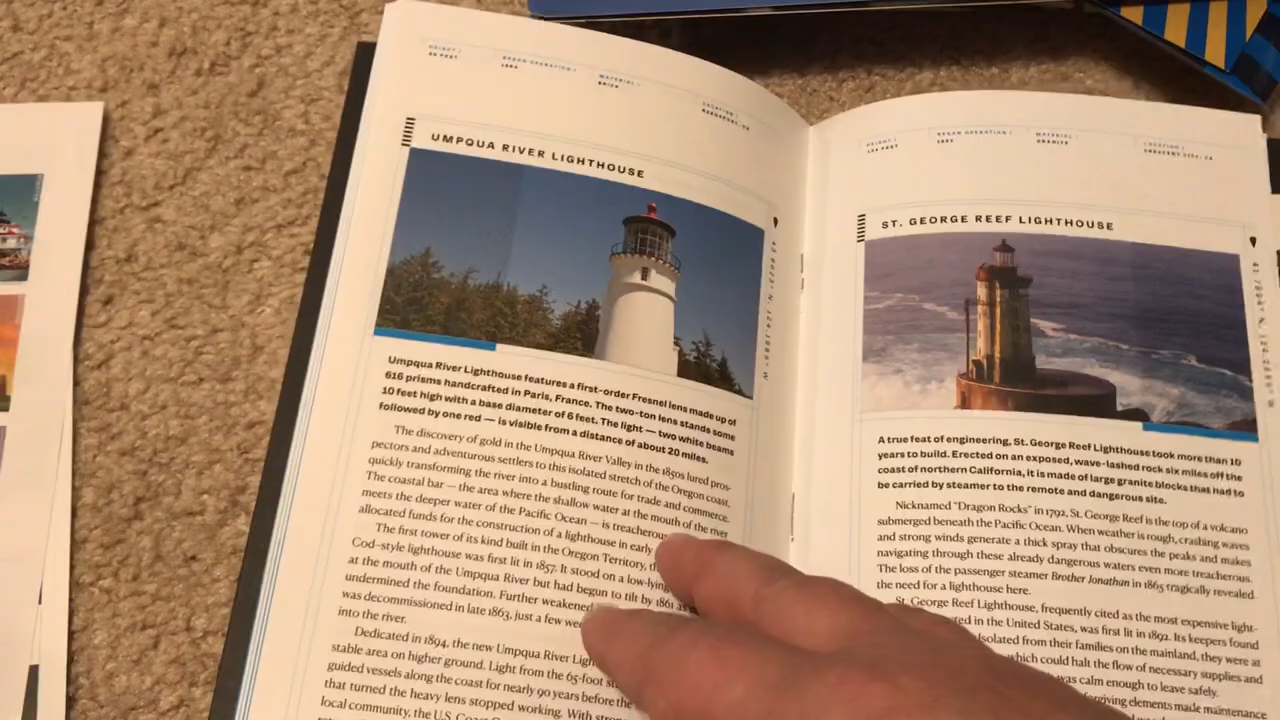 HEIGHT |
65 FEET
BEGAN OPERATION |
1894
MATERIAL |
BRICK
LOCATION |
REEDSPORT, OR
UMPQUA RIVER LIGHTHOUSE
Umpqua River Lighthouse features a first-order Fresnel lens made up of
616 prisms handcrafted in Paris, France. The two-ton lens stands some
10 feet high with a base diameter of 6 feet. The light — two white beams
followed by one red — is visible from a distance of about 20 miles.
The discovery of gold in the Umpqua River Valley in the 1850s lured pros-
pectors and adventurous settlers to this isolated stretch of the Oregon coast,
quickly transforming the river into a bustling route for trade and commerce.
The coastal bar — the area where the shallow water at the mouth of the river
meets the deeper water of the Pacific Ocean — is treacherous
allocated funds for the construction of a lighthouse in early
The first tower of its kind built in the Oregon Territory,
Cod–style lighthouse was first lit in 1857. It stood on a low-lying
at the mouth of the Umpqua River but had begun to tilt by 1861 as
undermined the foundation. Further weakened
was decommissioned in late 1863, just a few
into the river.
Dedicated in 1894, the new Umpqua River
stable area on higher ground. Light from the 65-foot
guided vessels along the coast for nearly 90 years before the
that turned the heavy lens stopped working. With
local community, the U.S. Coast
HEIGHT |
144 FEET
BEGAN OPERATION |
1892
MATERIAL |
GRANITE
LOCATION |
CRESCENT CITY, CA
ST. GEORGE REEF LIGHTHOUSE
A true feat of engineering, St. George Reef Lighthouse took more than 10
years to build. Erected on an exposed, wave-lashed rock six miles off the
coast of northern California, it is made of large granite blocks that had to
be carried by steamer to the remote and dangerous site.
Nicknamed “Dragon Rocks” in 1792, St. George Reef is the top of a volcano
submerged beneath the Pacific Ocean. When weather is rough, crashing waves
and strong winds generate a thick spray that obscures the peaks and makes
navigating through these already dangerous waters even more treacherous.
The loss of the passenger steamer Brother Jonathan in 1865 tragically revealed
the need for a lighthouse here.
St. George Reef Lighthouse, frequently cited as the most expensive light-
in the United States, was first lit in 1892. Its keepers found
Isolated from their families on the mainland, they were at
which could halt the flow of necessary supplies and
was calm enough to leave safely.
elements made maintenance